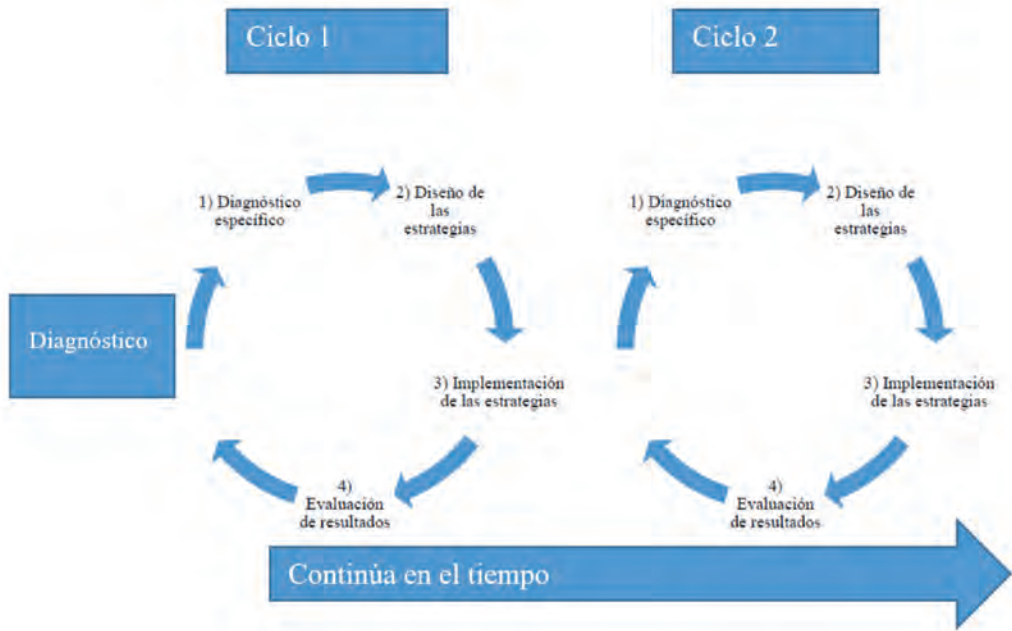 Ciclo 1
Ciclo 2
1) Diagnóstico
específico
2) Diseño de
las
estrategias
3) Implementación
de las estrategias
4)
Evaluación
de resultados
Diagnóstico
1) Diagnóstico
específico
2) Diseño de
las
estrategias
3) Implementación
de las estrategias
4)
Evaluación
de resultados
Continúa en el tiempo